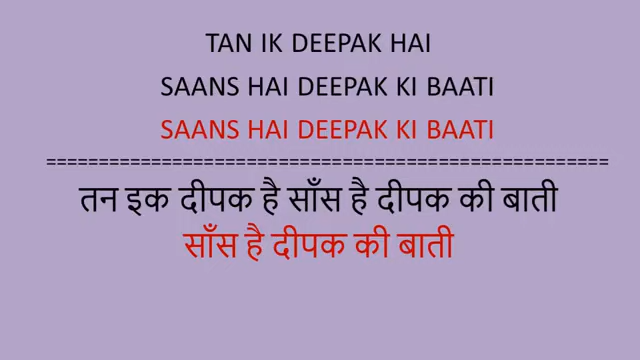 TAN IK DEEPAK HAI
SAANS HAI DEEPAK KI BAATI
SAANS HAI DEEPAK KI BAATI
======================================================
तन इक दीपक है साँस है दीपक की बाती
साँस है दीपक की बाती